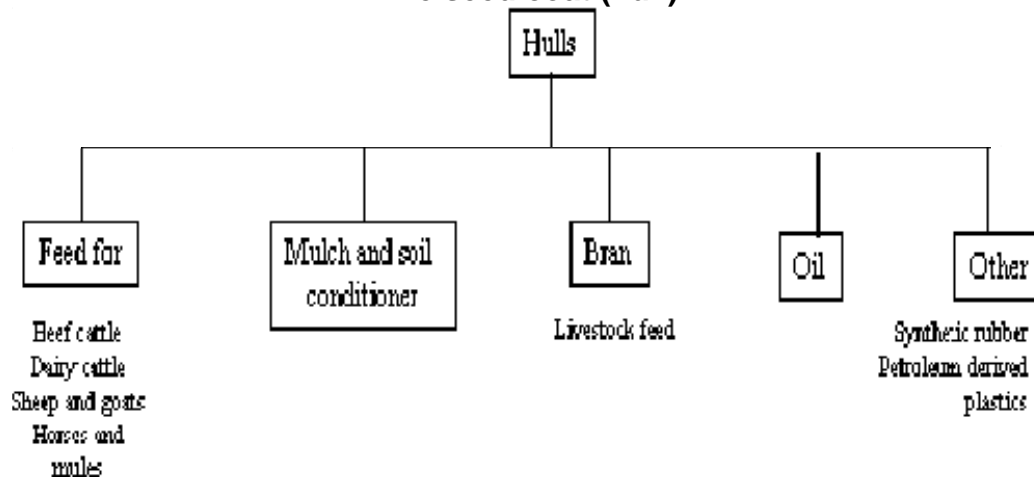 Hulls
Feed for
Mulch and soil
conditioner
Bran
Oil
Other
Beef cattle
Dairy cattle
Sheep and goats
Horses and
mules
Livestock feed
Synthetic rubber
Petroleum derived
plastics